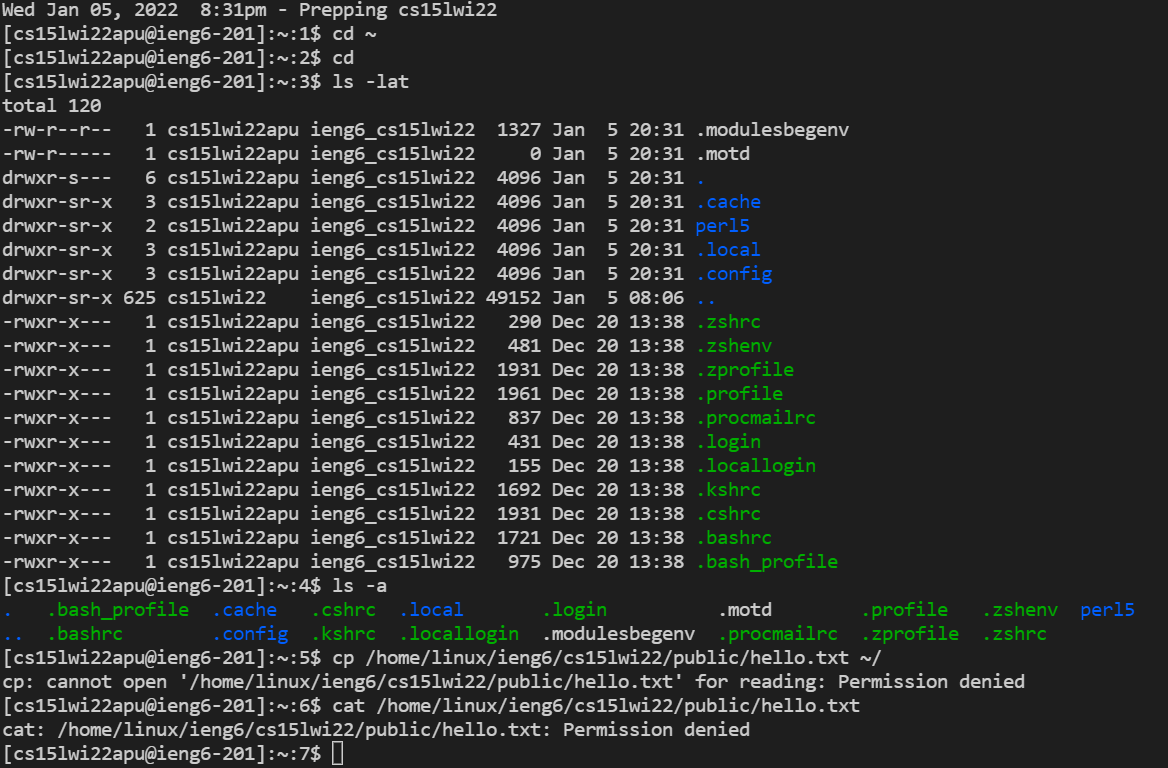 Wed Jan 05, 2022  8:31pm - Prepping cs15lwi22
[cs15lwi22apu@ieng6-201]:~:1$ cd ~
[cs15lwi22apu@ieng6-201]:~:2$ cd
[cs15lwi22apu@ieng6-201]:~:3$ ls -lat
total 120
-rw-r--r--   1 cs15lwi22apu ieng6_cs15lwi22  1327 Jan  5 20:31 .modulesbegenv
-rw-r-----   1 cs15lwi22apu ieng6_cs15lwi22     0 Jan  5 20:31 .motd
drwxr-s---   6 cs15lwi22apu ieng6_cs15lwi22  4096 Jan  5 20:31 .
drwxr-sr-x   3 cs15lwi22apu ieng6_cs15lwi22  4096 Jan  5 20:31 .cache
drwxr-sr-x   2 cs15lwi22apu ieng6_cs15lwi22  4096 Jan  5 20:31 perl5
drwxr-sr-x   3 cs15lwi22apu ieng6_cs15lwi22  4096 Jan  5 20:31 .local
drwxr-sr-x   3 cs15lwi22apu ieng6_cs15lwi22  4096 Jan  5 20:31 .config
drwxr-sr-x 625 cs15lwi22    ieng6_cs15lwi22 49152 Jan  5 08:06 ..
-rwxr-x---   1 cs15lwi22apu ieng6_cs15lwi22   290 Dec 20 13:38 .zshrc
-rwxr-x---   1 cs15lwi22apu ieng6_cs15lwi22   481 Dec 20 13:38 .zshenv
-rwxr-x---   1 cs15lwi22apu ieng6_cs15lwi22  1931 Dec 20 13:38 .zprofile
-rwxr-x---   1 cs15lwi22apu ieng6_cs15lwi22  1961 Dec 20 13:38 .profile
-rwxr-x---   1 cs15lwi22apu ieng6_cs15lwi22   837 Dec 20 13:38 .procmailrc
-rwxr-x---   1 cs15lwi22apu ieng6_cs15lwi22   431 Dec 20 13:38 .login
-rwxr-x---   1 cs15lwi22apu ieng6_cs15lwi22   155 Dec 20 13:38 .locallogin
-rwxr-x---   1 cs15lwi22apu ieng6_cs15lwi22  1692 Dec 20 13:38 .kshrc
-rwxr-x---   1 cs15lwi22apu ieng6_cs15lwi22  1931 Dec 20 13:38 .cshrc
-rwxr-x---   1 cs15lwi22apu ieng6_cs15lwi22  1721 Dec 20 13:38 .bashrc
-rwxr-x---   1 cs15lwi22apu ieng6_cs15lwi22   975 Dec 20 13:38 .bash_profile
[cs15lwi22apu@ieng6-201]:~:4$ ls -a
.   .bash_profile  .cache   .cshrc  .local       .login          .motd        .profile   .zshenv  perl5
..  .bashrc        .config  .kshrc  .locallogin  .modulesbegenv  .procmailrc  .zprofile  .zshrc
[cs15lwi22apu@ieng6-201]:~:5$ cp /home/linux/ieng6/cs15lwi22/public/hello.txt ~/
cp: cannot open '/home/linux/ieng6/cs15lwi22/public/hello.txt' for reading: Permission denied
[cs15lwi22apu@ieng6-201]:~:6$ cat /home/linux/ieng6/cs15lwi22/public/hello.txt
cat: /home/linux/ieng6/cs15lwi22/public/hello.txt: Permission denied
[cs15lwi22apu@ieng6-201]:~:7$